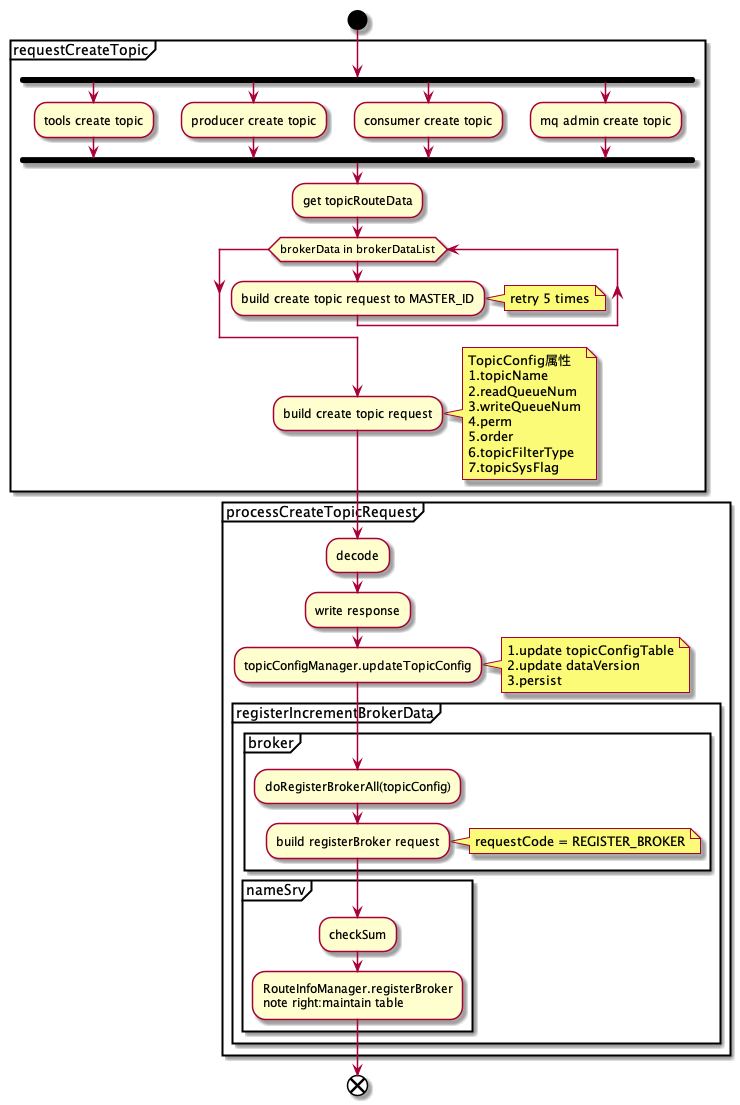 requestCreateTopic
tools create topic
producer create topic
consumer create topic
mq admin create topic
get topicRouteData
brokerData in brokerDataList
build create topic request to MASTER_ID
retry 5 times
build create topic request
TopicConfig属性
1.topicName
2.readQueueNum
3.writeQueueNum
4.perm
5.order
6.topicFilterType
7.topicSysFlag
processCreateTopicRequest
decode
write response
topicConfigManager.updateTopicConfig
1.update topicConfigTable
2.update dataVersion
3.persist
registerIncrementBrokerData
broker
doRegisterBrokerAll(topicConfig)
build registerBroker request
requestCode = REGISTER_BROKER
nameSrv
checkSum
RouteInfoManager.registerBroker
note right:maintain table